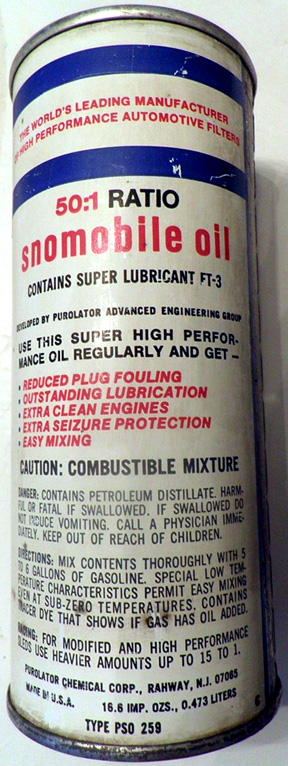 THE WORLD'S LEADING MANUFACTURER
OF HIGH PERFORMANCE AUTOMOTIVE FILTERS
50:1 RATIO
snomobile oil
CONTAINS SUPER LUBRICANT FT-3
DEVELOPED BY PUROLATOR ADVANCED ENGINEERING GROUP
USE THIS SUPER HIGH PERFOR-
MANCE OIL REGULARLY AND GET –
• REDUCED PLUG FOULING
• OUTSTANDING LUBRICATION
• EXTRA CLEAN ENGINES
• EXTRA SEIZURE PROTECTION
• EASY MIXING
CAUTION: COMBUSTIBLE MIXTURE
DANGER: CONTAINS PETROLEUM DISTILLATE. HARM-
FUL OR FATAL IF SWALLOWED. IF SWALLOWED DO
NOT INDUCE VOMITING. CALL A PHYSICIAN IMME-
DIATELY. KEEP OUT OF REACH OF CHILDREN.
DIRECTIONS: MIX CONTENTS THOROUGHLY WITH 5
TO 6 GALLONS OF GASOLINE. SPECIAL LOW TEM-
PERATURE CHARACTERISTICS PERMIT EASY MIXING
EVEN AT SUB-ZERO TEMPERATURES. CONTAINS
TRACER DYE THAT SHOWS IF GAS HAS OIL ADDED.
FOR MODIFIED AND HIGH PERFORMANCE
SLEDS USE HEAVIER AMOUNTS UP TO 15 TO 1.
PUROLATOR CHEMICAL CORP., RAHWAY, N.J. 07065
MADE IN U.S.A. 16.6 IMP. OZS., 0.473 LITERS
TYPE PSO 259